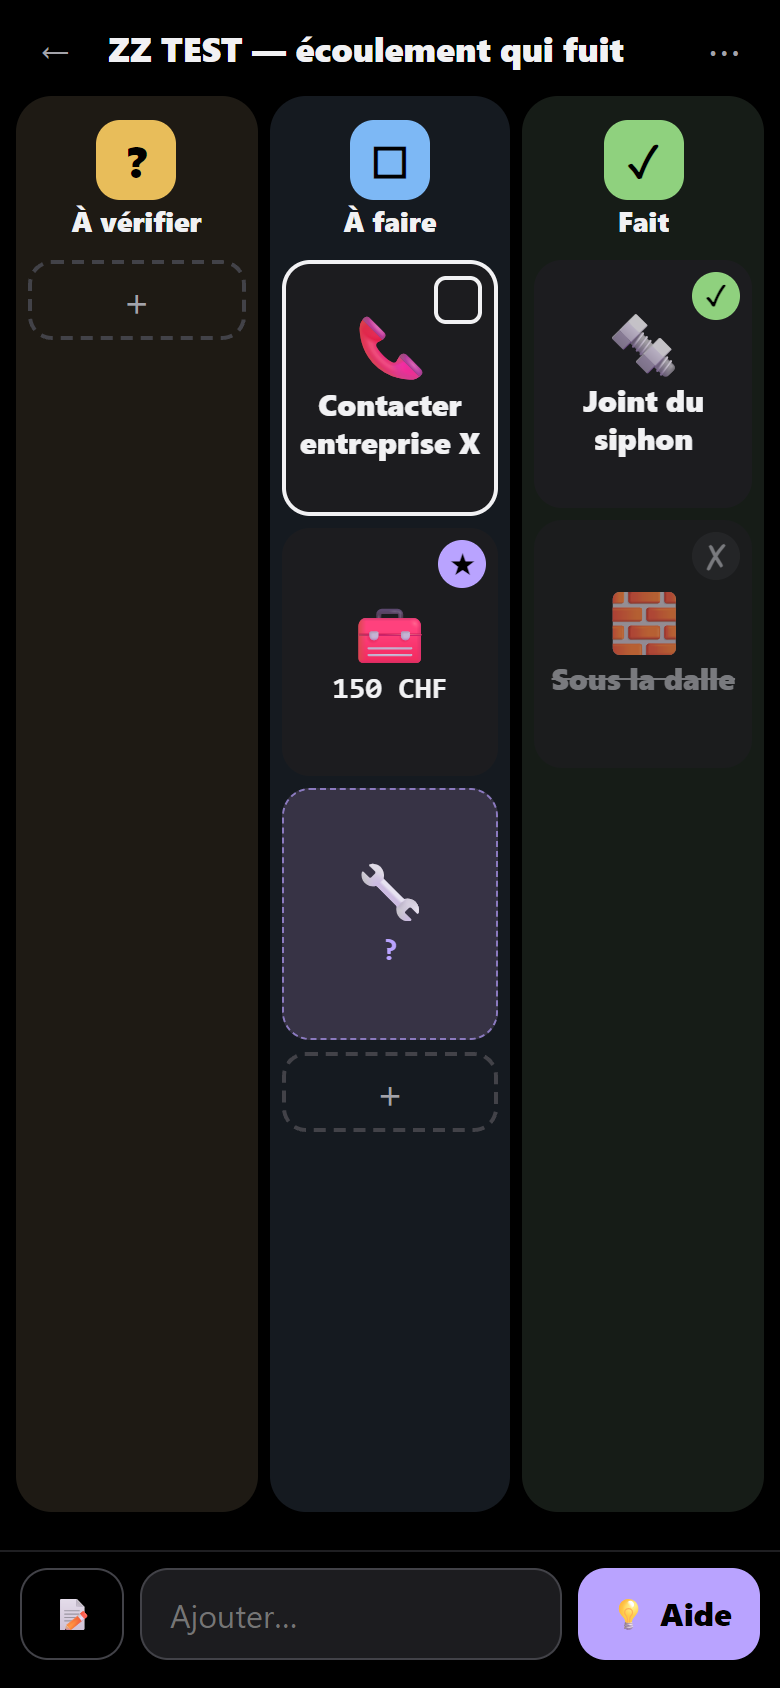 ← ZZ TEST — écoulement qui fuit ...
?
À vérifier
+
À faire
Contacter
entreprise X
★
150 CHF
?
+
✓
Fait
✓
Joint du
siphon
✗
Sous la dalle
Ajouter...
Aide